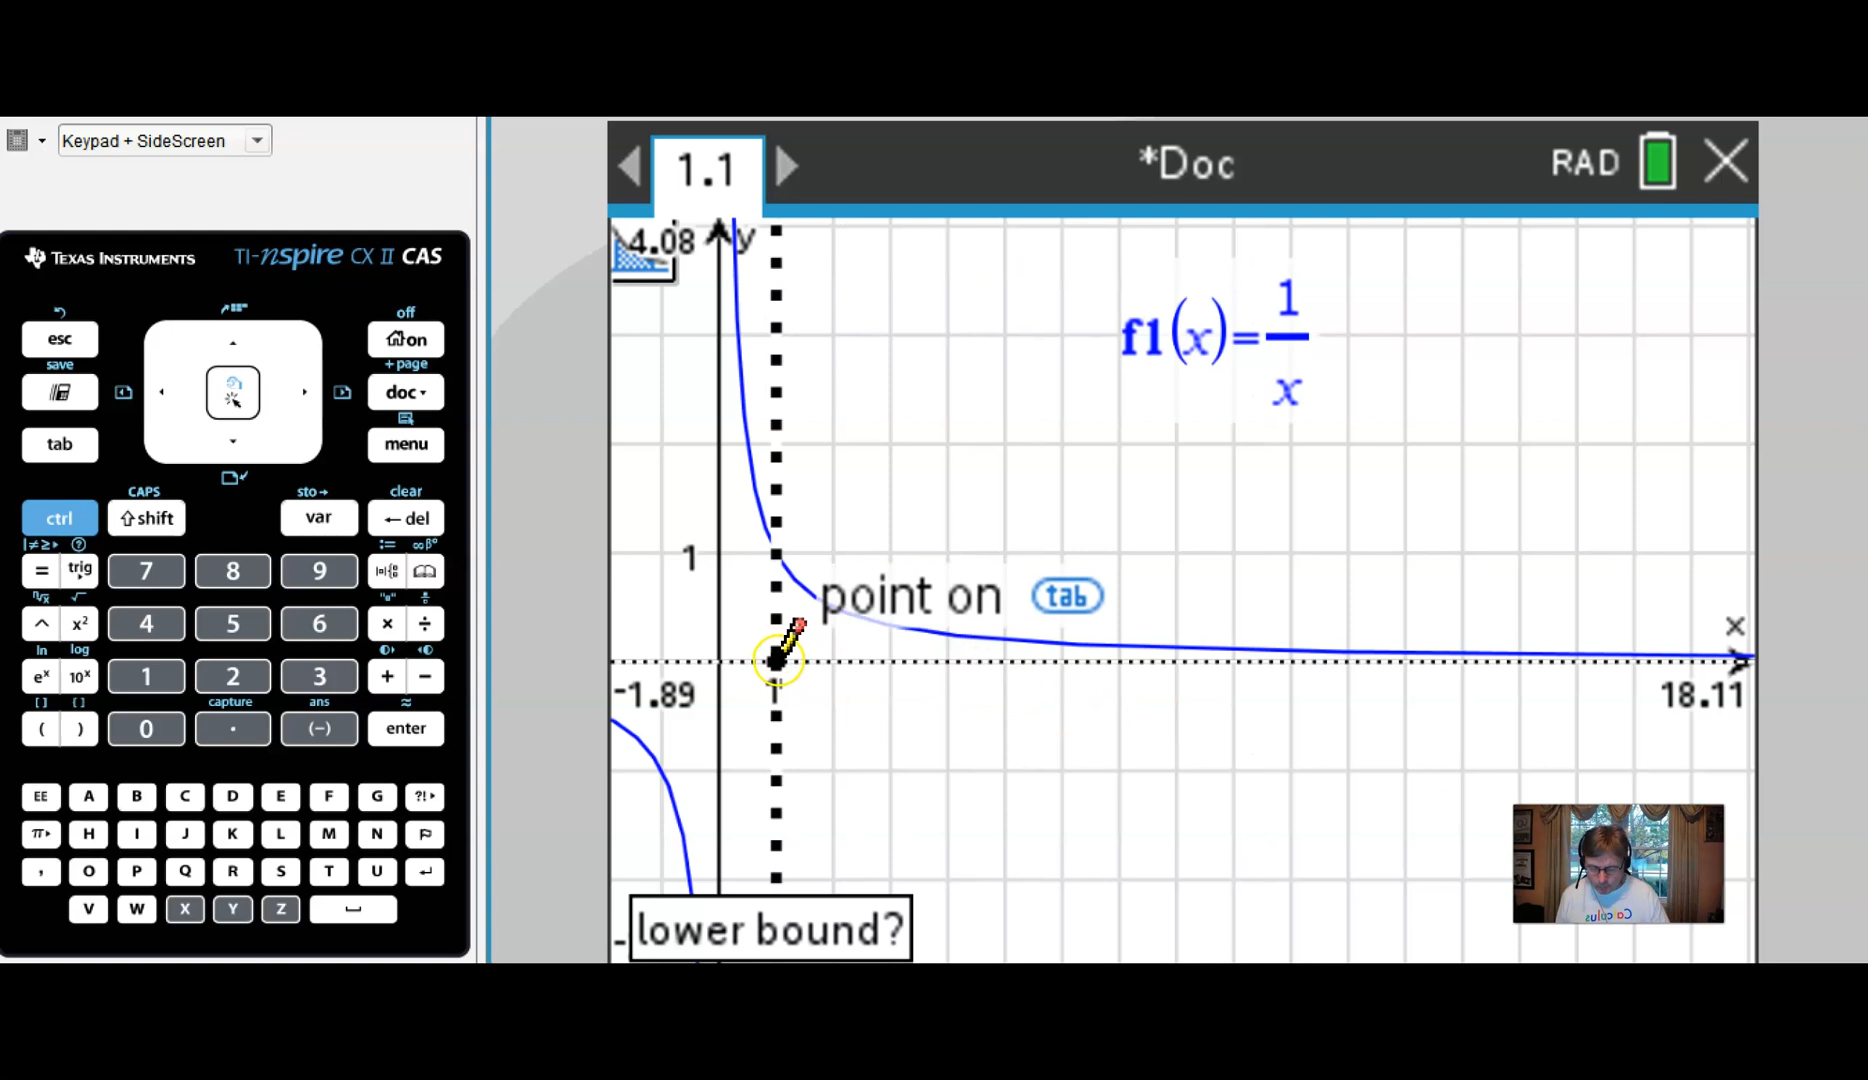 Keypad + SideScreen
TEXAS INSTRUMENTS TI-nspire CX II CAS
esc
off
on
save
+ page
doc
tab
menu
CAPS
sto→
clear
ctrl
shift
var
← del
|≠≥▸ ?
:= ∞β°
= trig 7 8 9
ⁿ√x √
^ x² 4 5 6 × ÷
ln log
eˣ 10ˣ 1 2 3 + −
[ ] { } capture ans ≈
( ) 0 . (−) enter
EE A B C D E F G ?!▸
π▸ H I J K L M N
, O P Q R S T U ↵
V W X Y Z
1.1 *Doc RAD
4.08 y
f1(x)=1/x
1
point on tab
x
-1.89 1 18.11
lower bound?
Calculus